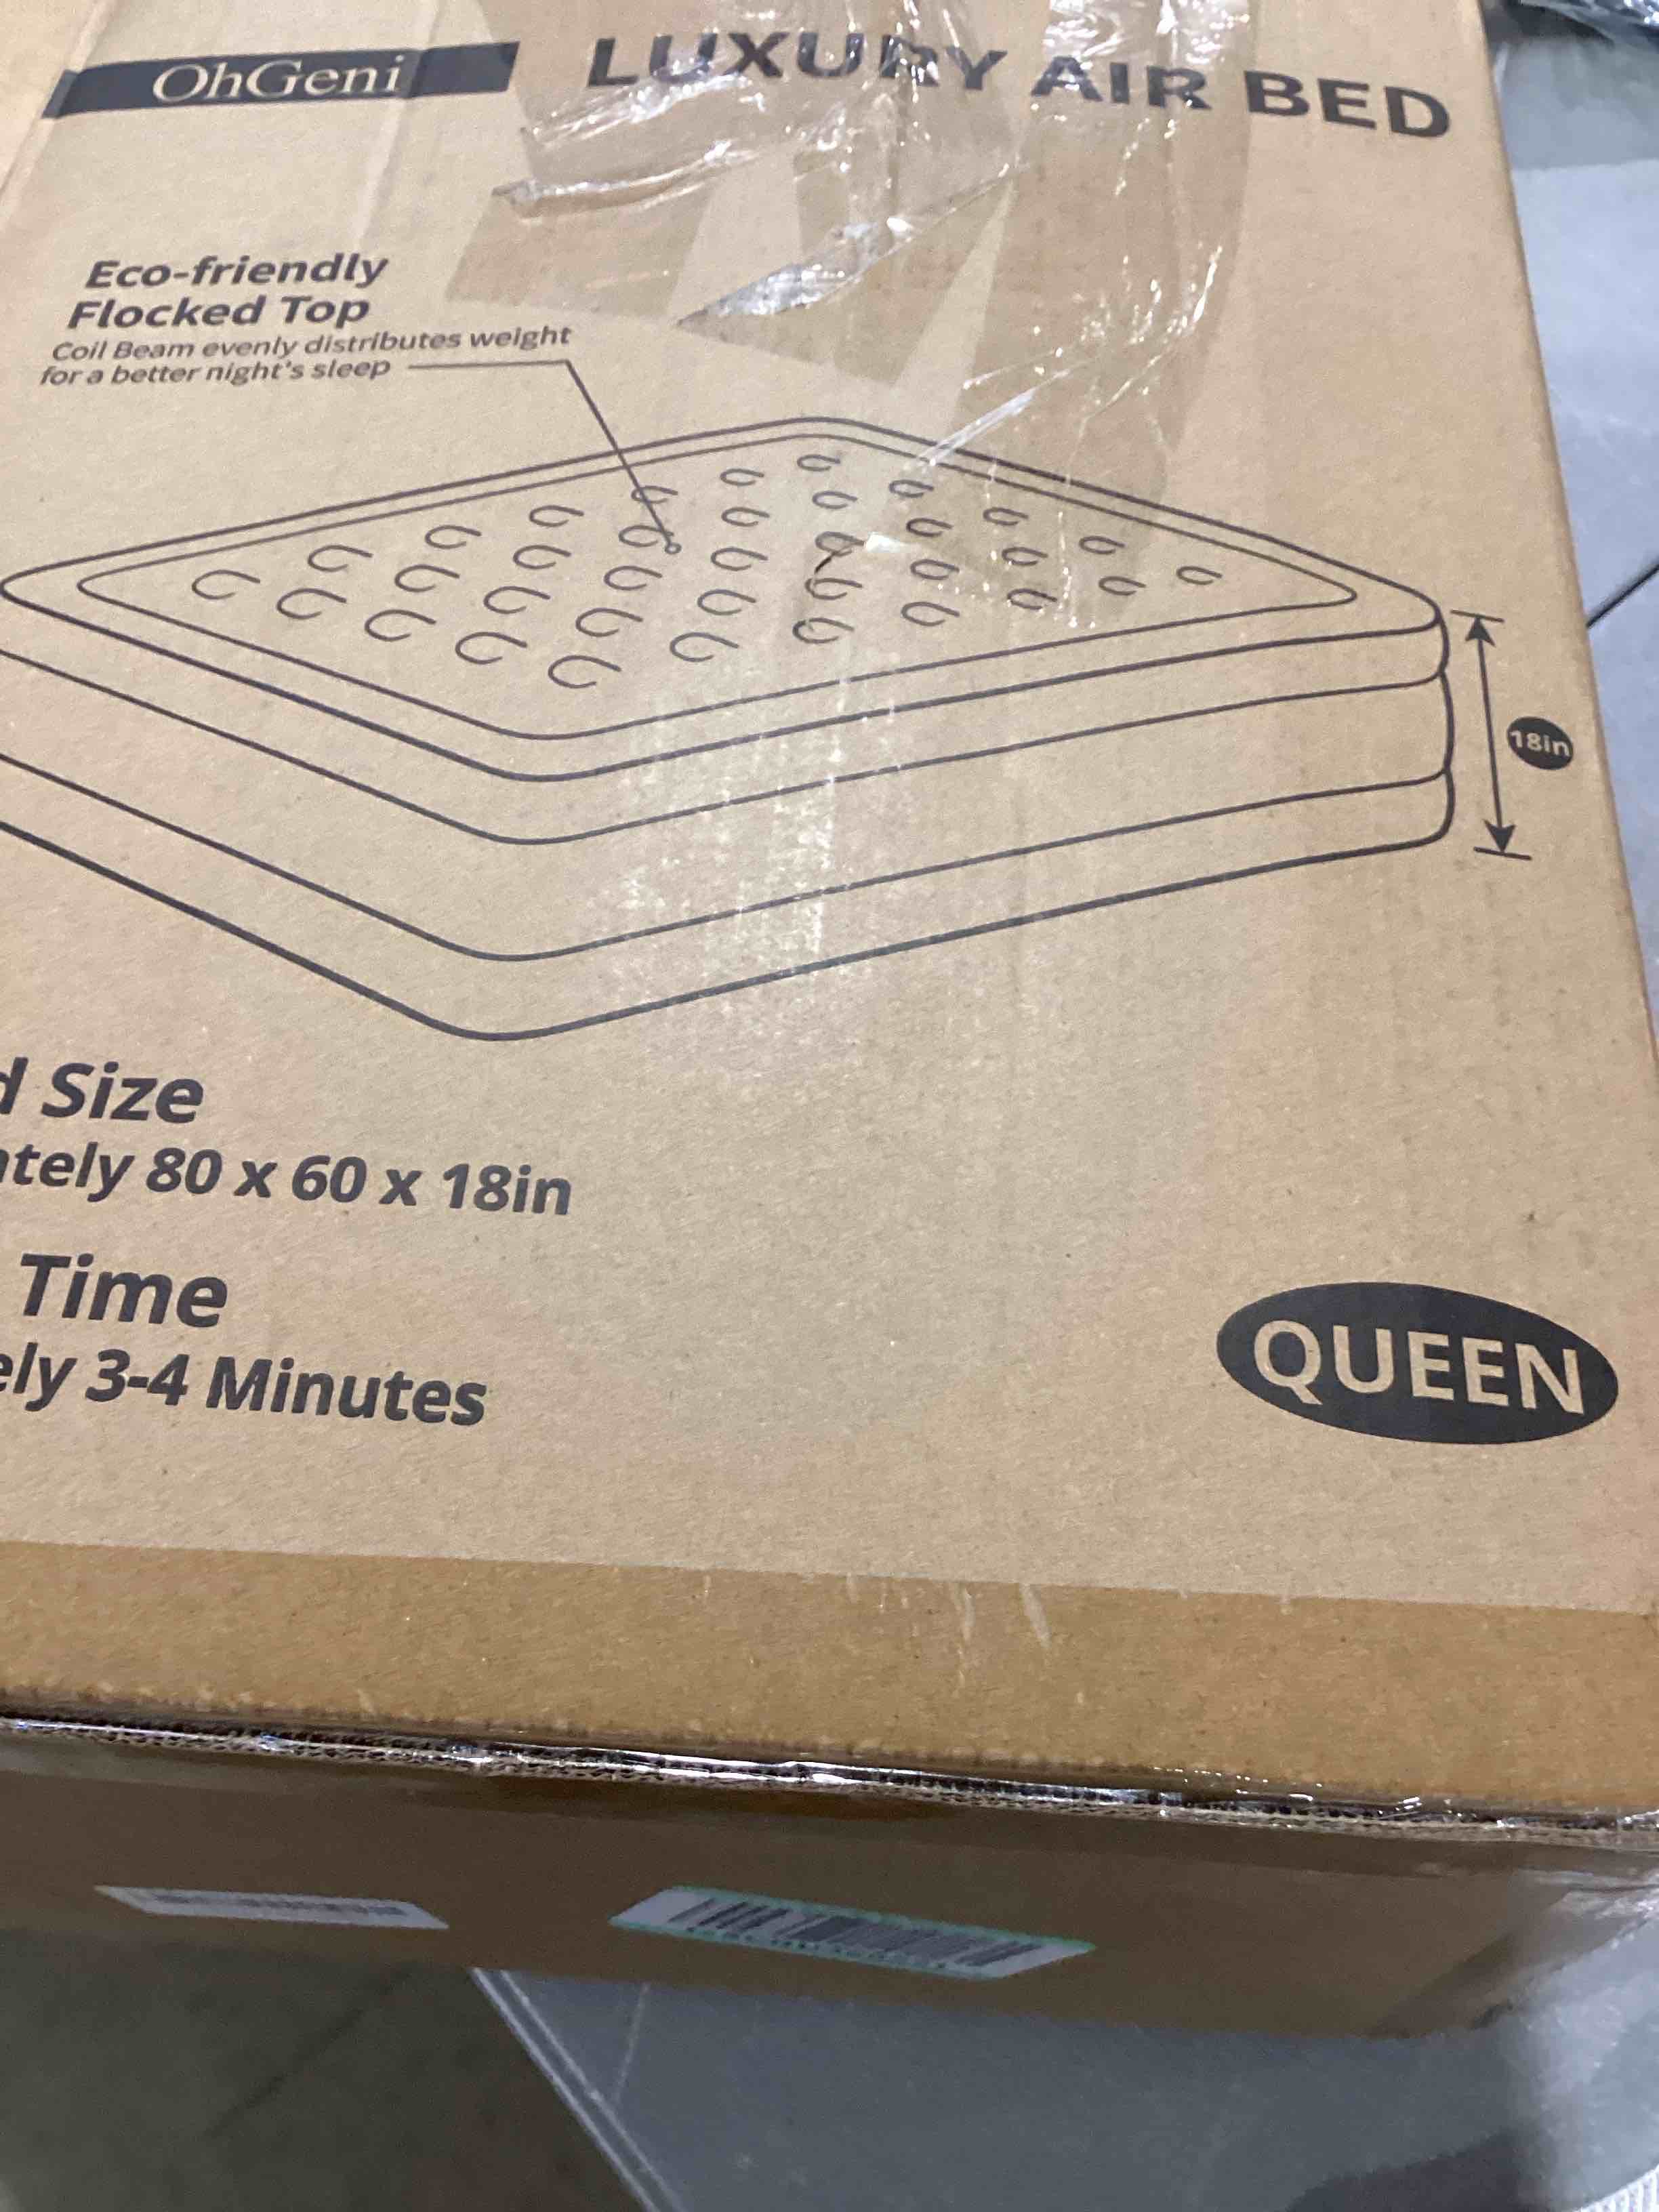 OhGeni
LUXURY AIR BED
Eco-friendly
Flocked Top
Coil Beam evenly distributes weight
for a better night's sleep
18in
d Size
ately 80 x 60 x 18in
Time
ely 3-4 Minutes
QUEEN